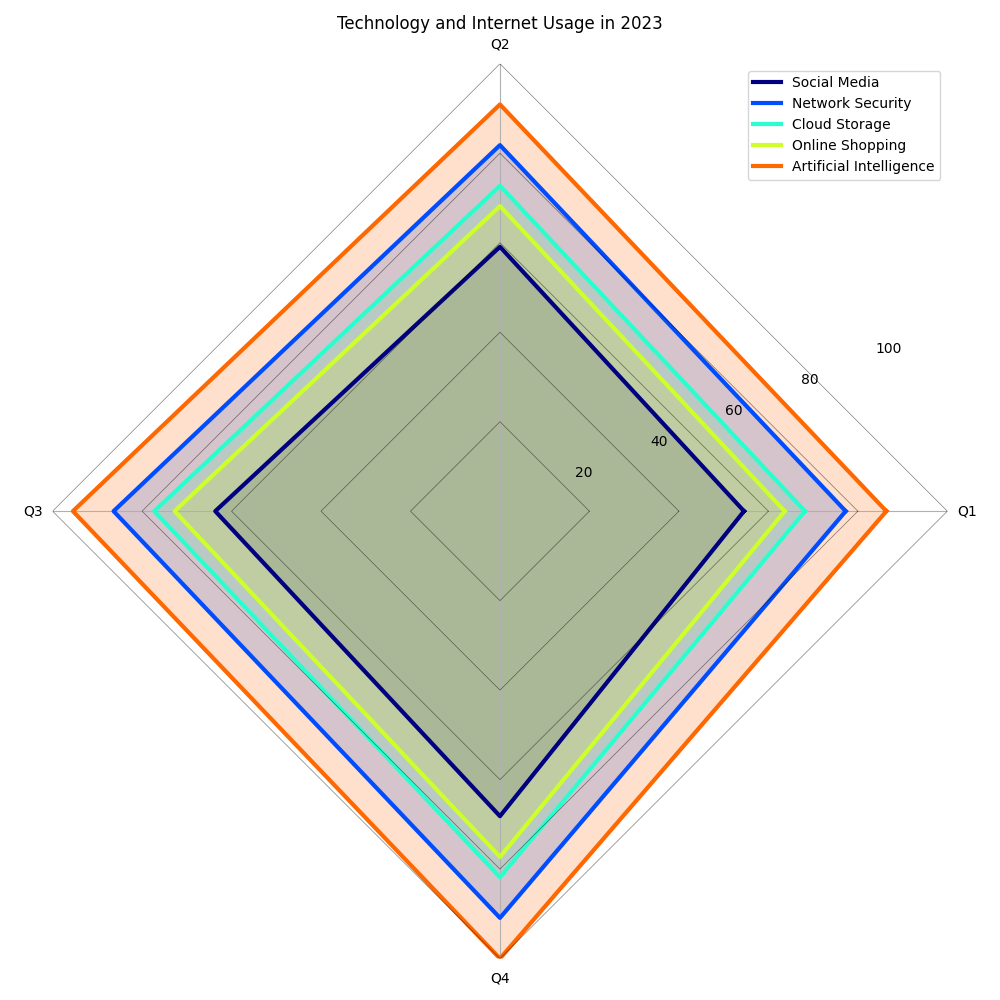 Technology and Internet Usage in 2023
Q2
Social Media
Network Security
Cloud Storage
Online Shopping
Artificial Intelligence
100
80
60
40
20
Q3
Q1
Q4